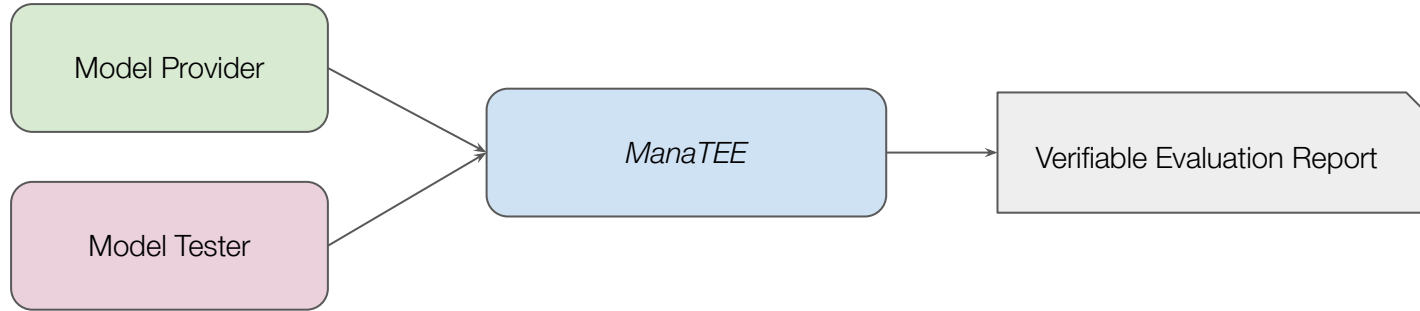 Model Provider
ManaTEE
Verifiable Evaluation Report
Model Tester